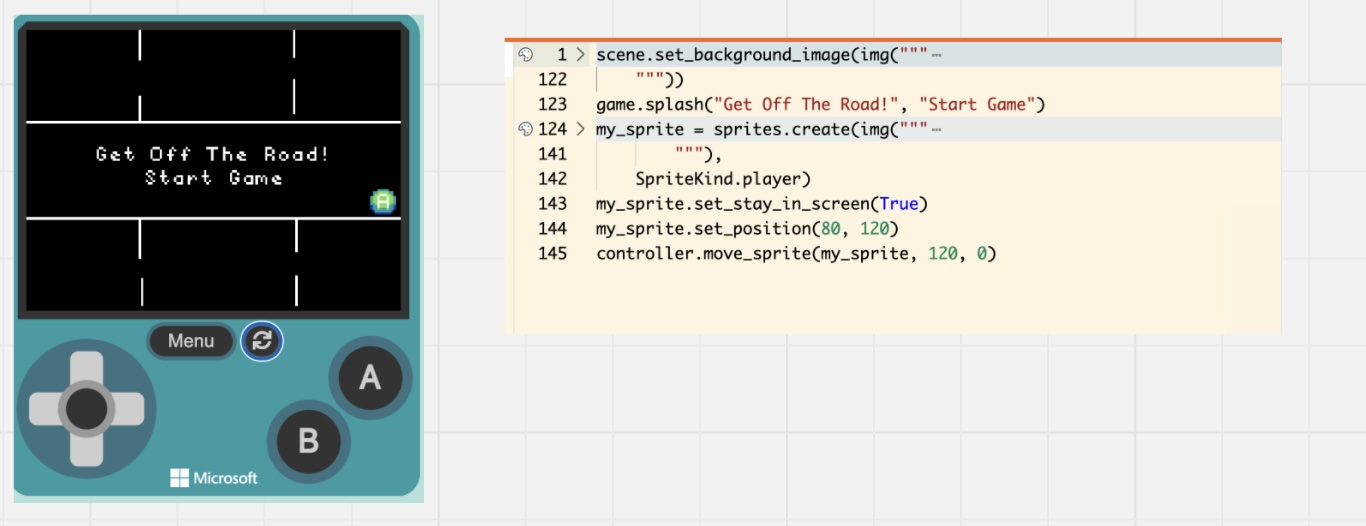 Get Off The Road!
Start Game
A
Menu
A
B
Microsoft
1 > scene.set_background_image(img("""…
122 """))
123 game.splash("Get Off The Road!", "Start Game")
124 > my_sprite = sprites.create(img("""…
141 """),
142 SpriteKind.player)
143 my_sprite.set_stay_in_screen(True)
144 my_sprite.set_position(80, 120)
145 controller.move_sprite(my_sprite, 120, 0)